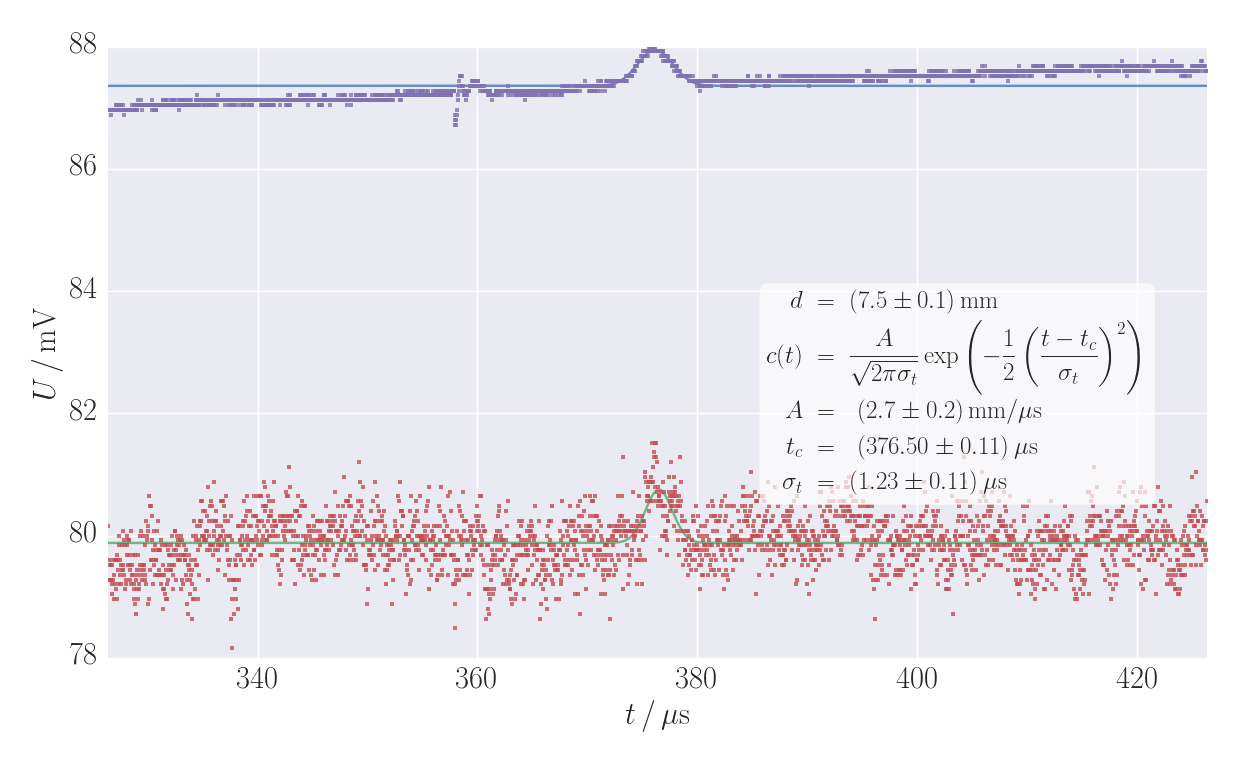 88
86
84
82
80
78
U / mV
d = (7.5 ± 0.1) mm
c(t) = A/√(2πσ_t) exp(−1/2 ((t − t_c)/σ_t)²)
A = (2.7 ± 0.2) mm/μs
t_c = (376.50 ± 0.11) μs
σ_t = (1.23 ± 0.11) μs
340 360 380 400 420
t / μs